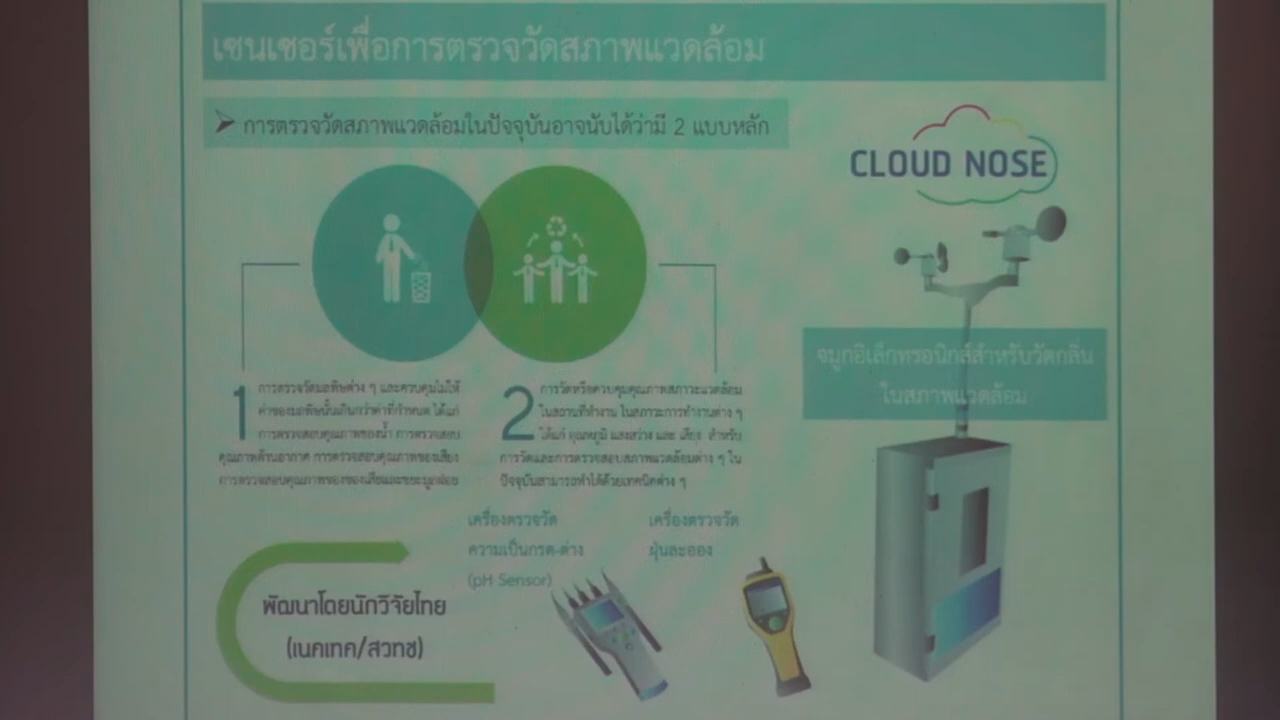 เซนเซอร์เพื่อการตรวจวัดสภาพแวดล้อม
การตรวจวัดสภาพแวดล้อมในปัจจุบันอาจนับได้ว่ามี 2 แบบหลัก
CLOUD NOSE
จมูกอิเล็กทรอนิกส์สำหรับวัดกลิ่น
ในสภาพแวดล้อม
1
การตรวจวัดมลพิษต่าง ๆ และควบคุมไม่ให้
ค่าของมลพิษนั้นเกินกว่าค่าที่กำหนด ได้แก่
การตรวจสอบคุณภาพของน้ำ การตรวจสอบ
คุณภาพด้านอากาศ การตรวจสอบคุณภาพของเสียง
การตรวจสอบคุณภาพของของเสียและขยะมูลฝอย
2
การวัดหรือควบคุมคุณภาพสภาวะแวดล้อม
ในสถานที่ทำงาน ในสภาวะการทำงานต่าง ๆ
ได้แก่ อุณหภูมิ แสงสว่าง และ เสียง สำหรับ
การวัดและการตรวจสอบสภาพแวดล้อมต่าง ๆ ใน
ปัจจุบันสามารถทำได้ด้วยเทคนิคต่าง ๆ
เครื่องตรวจวัด
ความเป็นกรด-ด่าง
(pH Sensor)
เครื่องตรวจวัด
ฝุ่นละออง
พัฒนาโดยนักวิจัยไทย
(เนคเทค/สวทช)